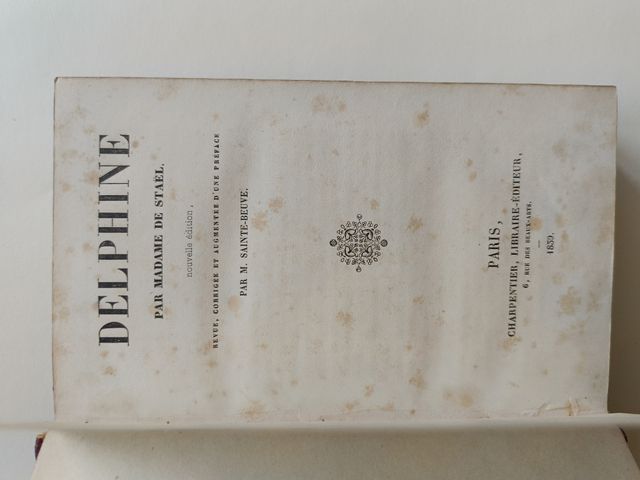 DELPHINE
PAR MADAME DE STAËL.
nouvelle édition,
REVUE, CORRIGÉE ET AUGMENTÉE D'UNE PRÉFACE
PAR M. SAINTE-BEUVE.
PARIS,
CHARPENTIER, LIBRAIRE-ÉDITEUR,
6, RUE DES BEAUX-ARTS.
1839.